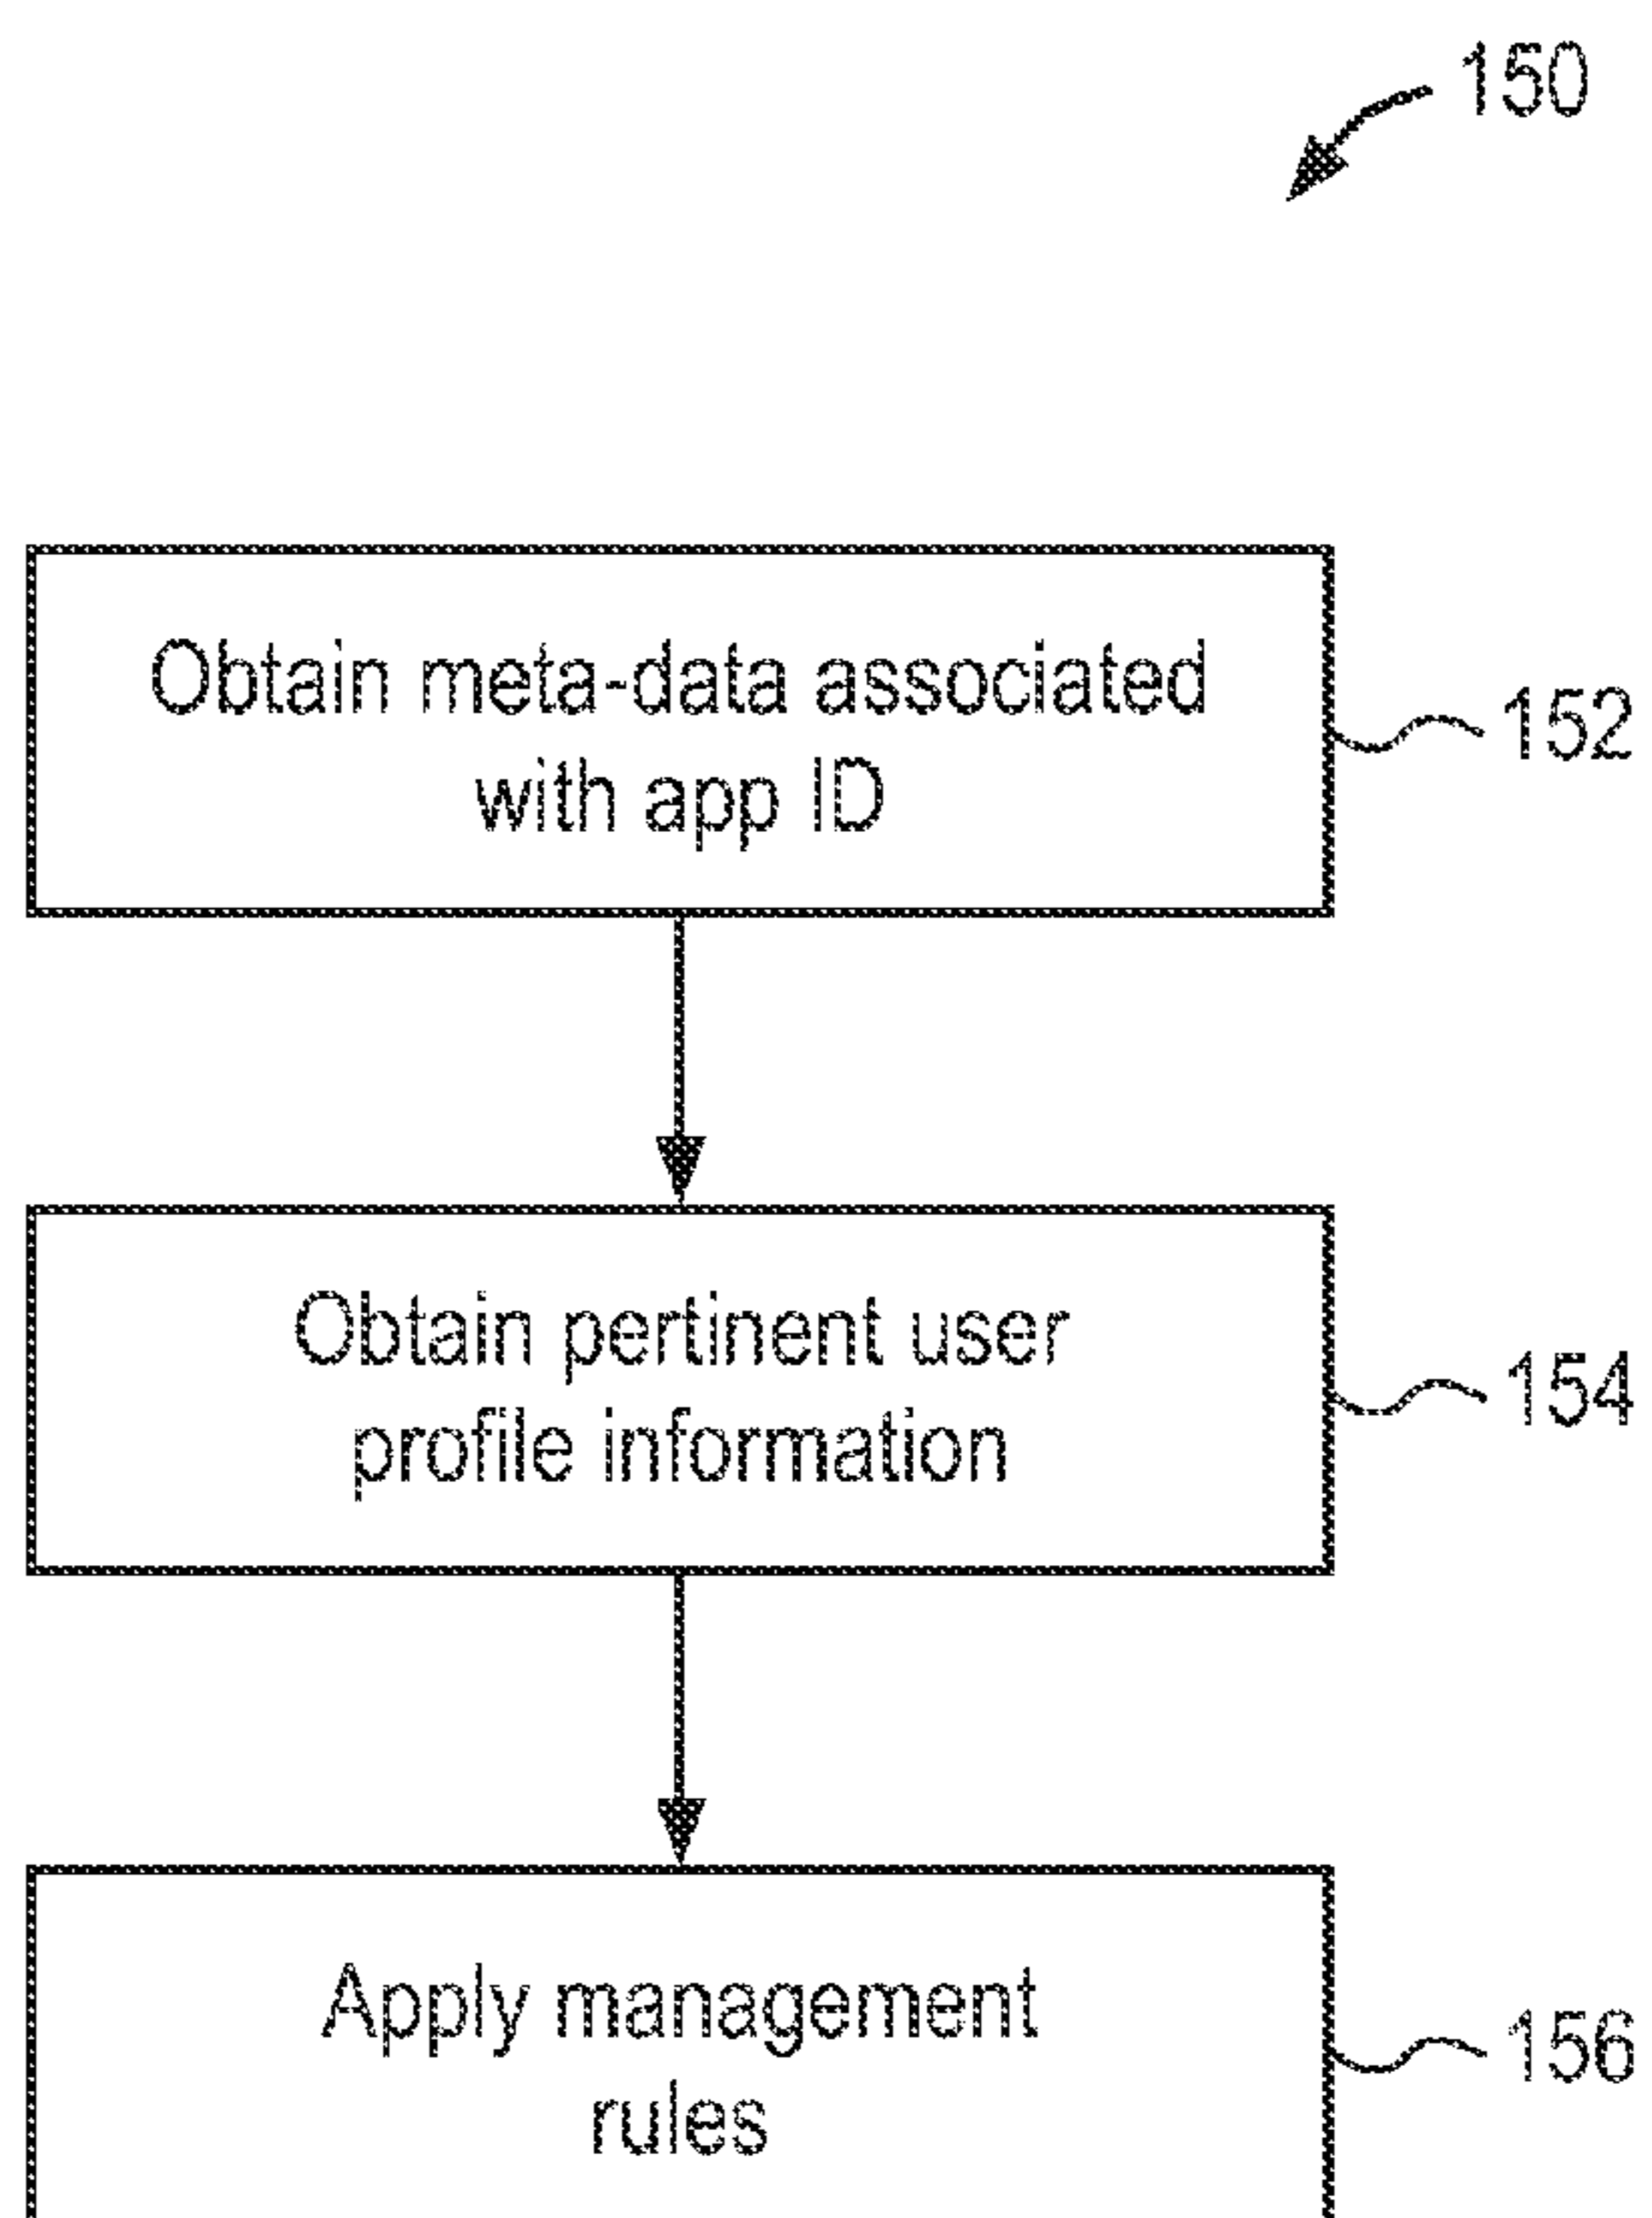 150
Obtain meta-data associated
with app ID
152
Obtain pertinent user
profile information
154
Apply management
rules
156